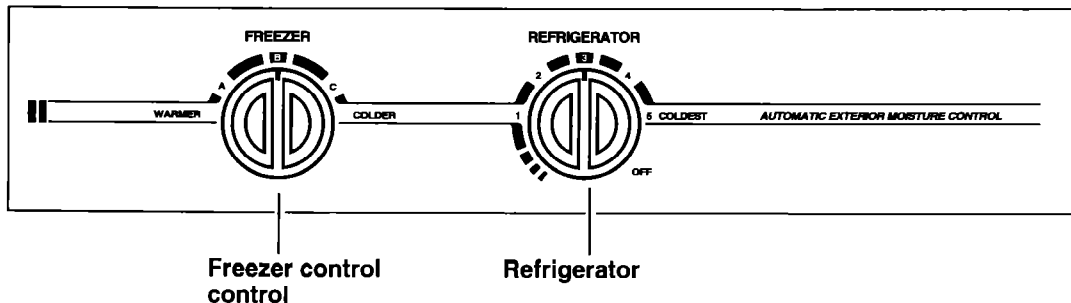 FREEZER REFRIGERATOR
A B C 2 3 4
WARMER COLDER 1 5 COLDEST AUTOMATIC EXTERIOR MOISTURE CONTROL
OFF
Freezer control Refrigerator
control